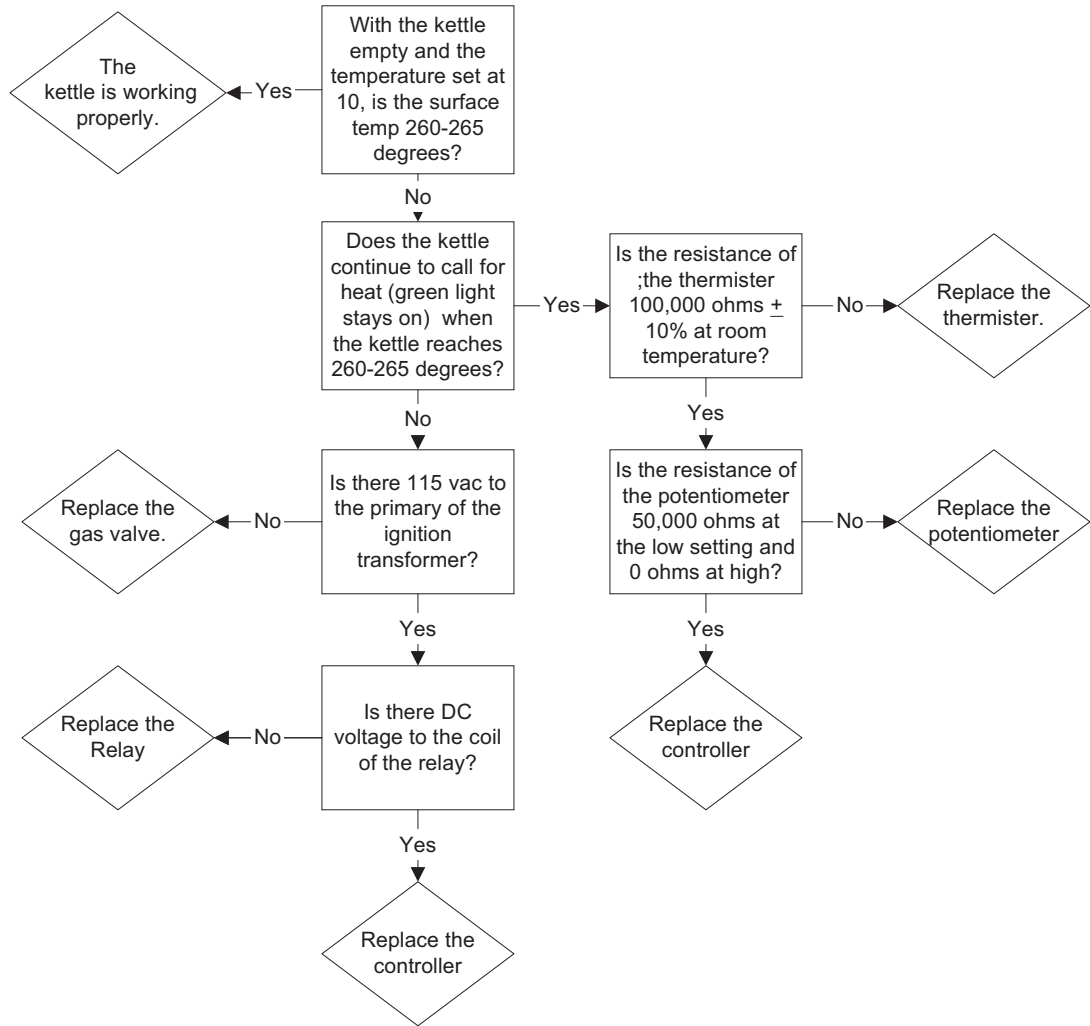 The
kettle is working
properly.
Yes
With the kettle
empty and the
temperature set at
10, is the surface
temp 260-265
degrees?
No
Does the kettle
continue to call for
heat (green light
stays on) when
the kettle reaches
260-265 degrees?
Yes
Is the resistance of
;the thermister
100,000 ohms +
10% at room
temperature?
No
Replace the
thermister.
No
Yes
Replace the
gas valve.
No
Is there 115 vac to
the primary of the
ignition
transformer?
Is the resistance of
the potentiometer
50,000 ohms at
the low setting and
0 ohms at high?
No
Replace the
potentiometer
Yes
Yes
Replace the
Relay
No
Is there DC
voltage to the coil
of the relay?
Replace the
controller
Yes
Replace the
controller